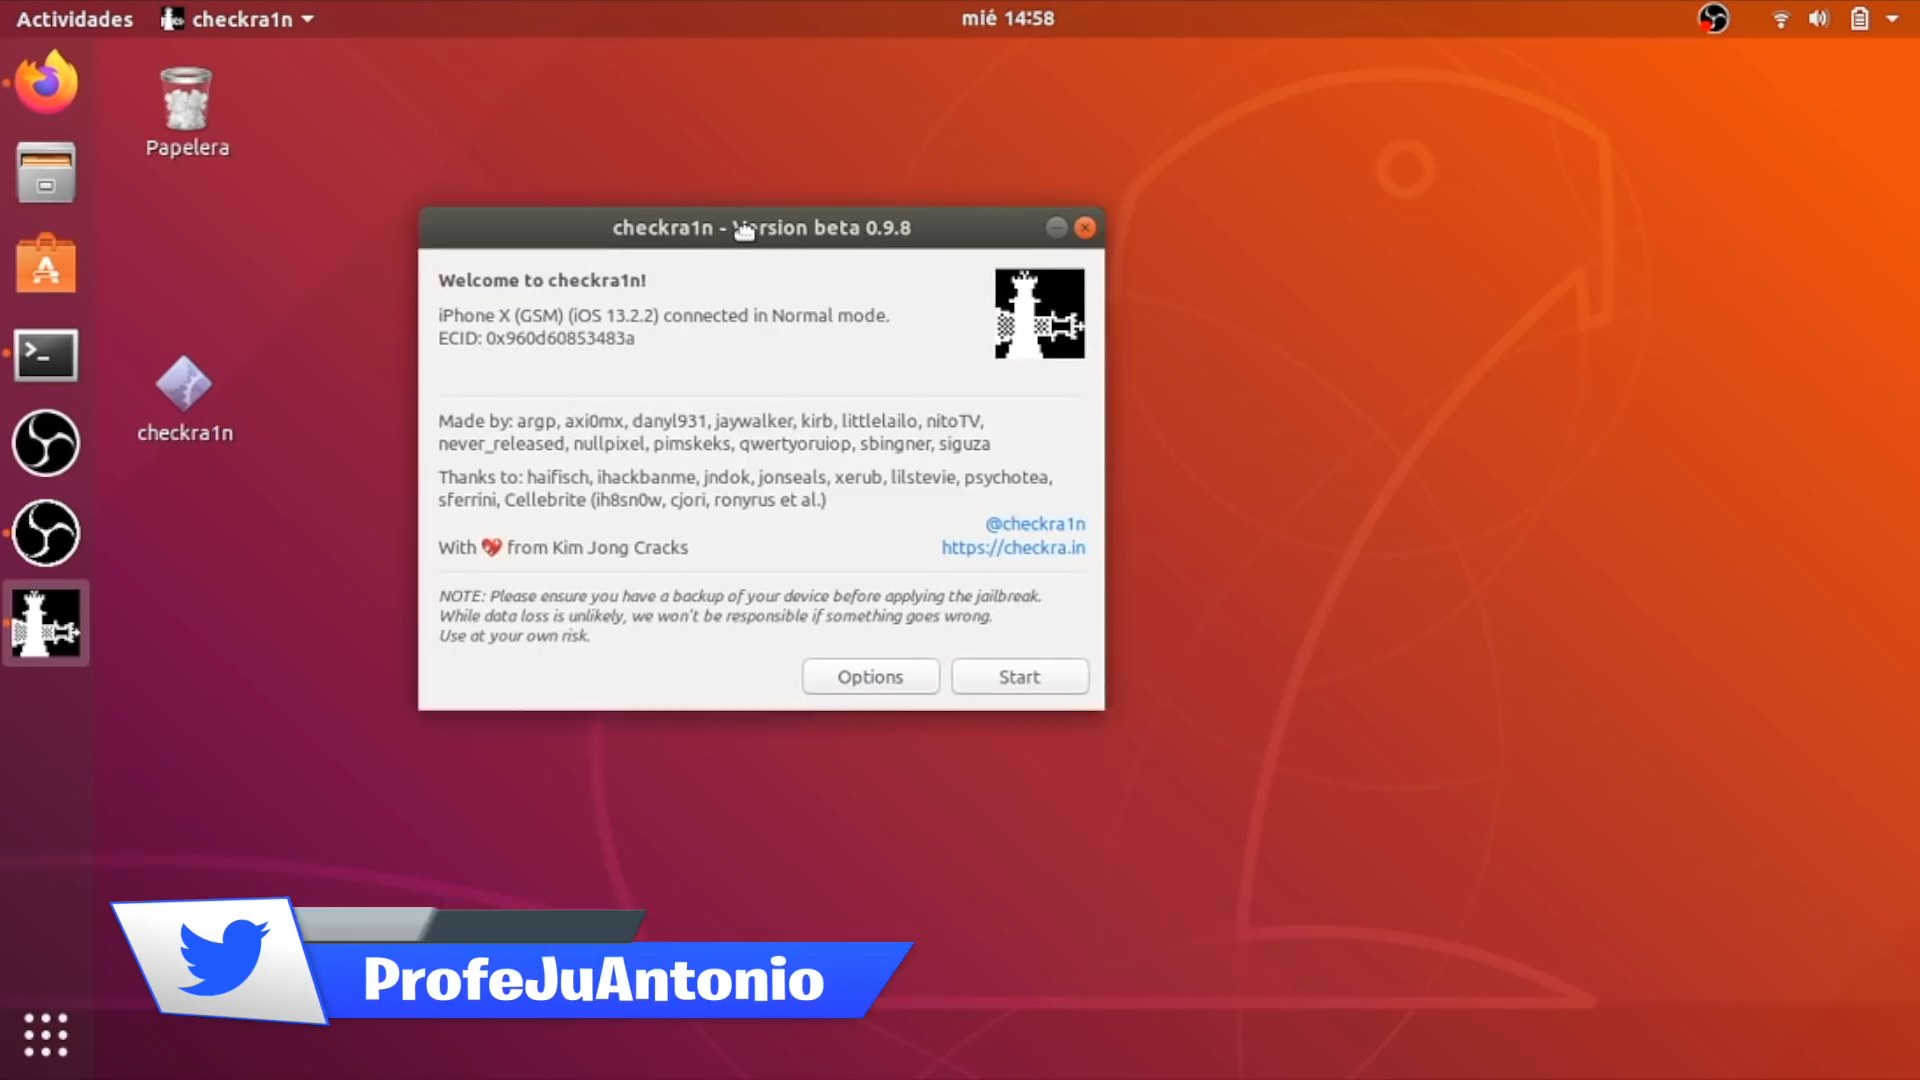 Actividades
checkra1n
mié 14:58
Papelera
checkra1n
checkra1n - Version beta 0.9.8
Welcome to checkra1n!
iPhone X (GSM) (iOS 13.2.2) connected in Normal mode.
ECID: 0x960d60853483a
Made by: argp, axi0mx, danyl931, jaywalker, kirb, littlelailo, nitoTV,
never_released, nullpixel, pimskeks, qwertyoruiop, sbingner, siguza
Thanks to: haifisch, ihackbanme, jndok, jonseals, xerub, lilstevie, psychotea,
sferrini, Cellebrite (ih8sn0w, cjori, ronyrus et al.)
@checkra1n
With 💖 from Kim Jong Cracks
https://checkra.in
NOTE: Please ensure you have a backup of your device before applying the jailbreak.
While data loss is unlikely, we won't be responsible if something goes wrong.
Use at your own risk.
Options
Start
ProfeJuAntonio